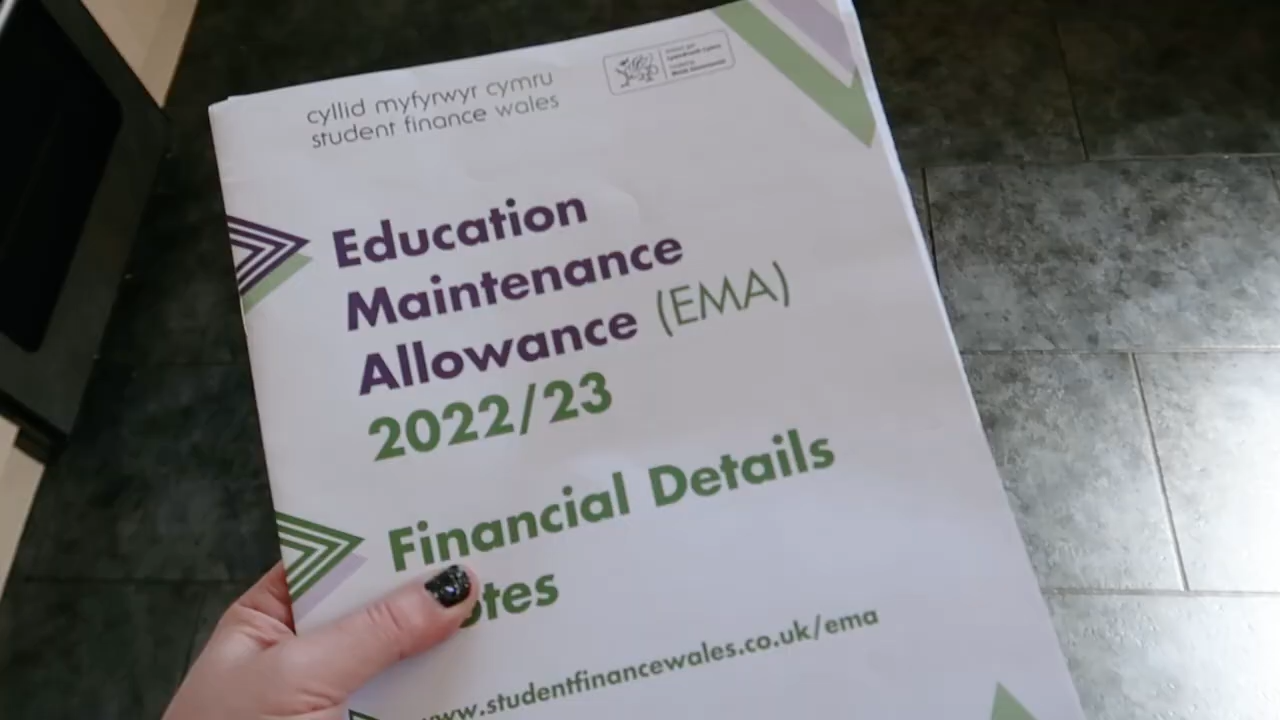 cyllid myfyrwyr cymru
student finance wales
Education
Maintenance
Allowance (EMA)
2022/23
Financial Details
otes
www.studentfinancewales.co.uk/ema